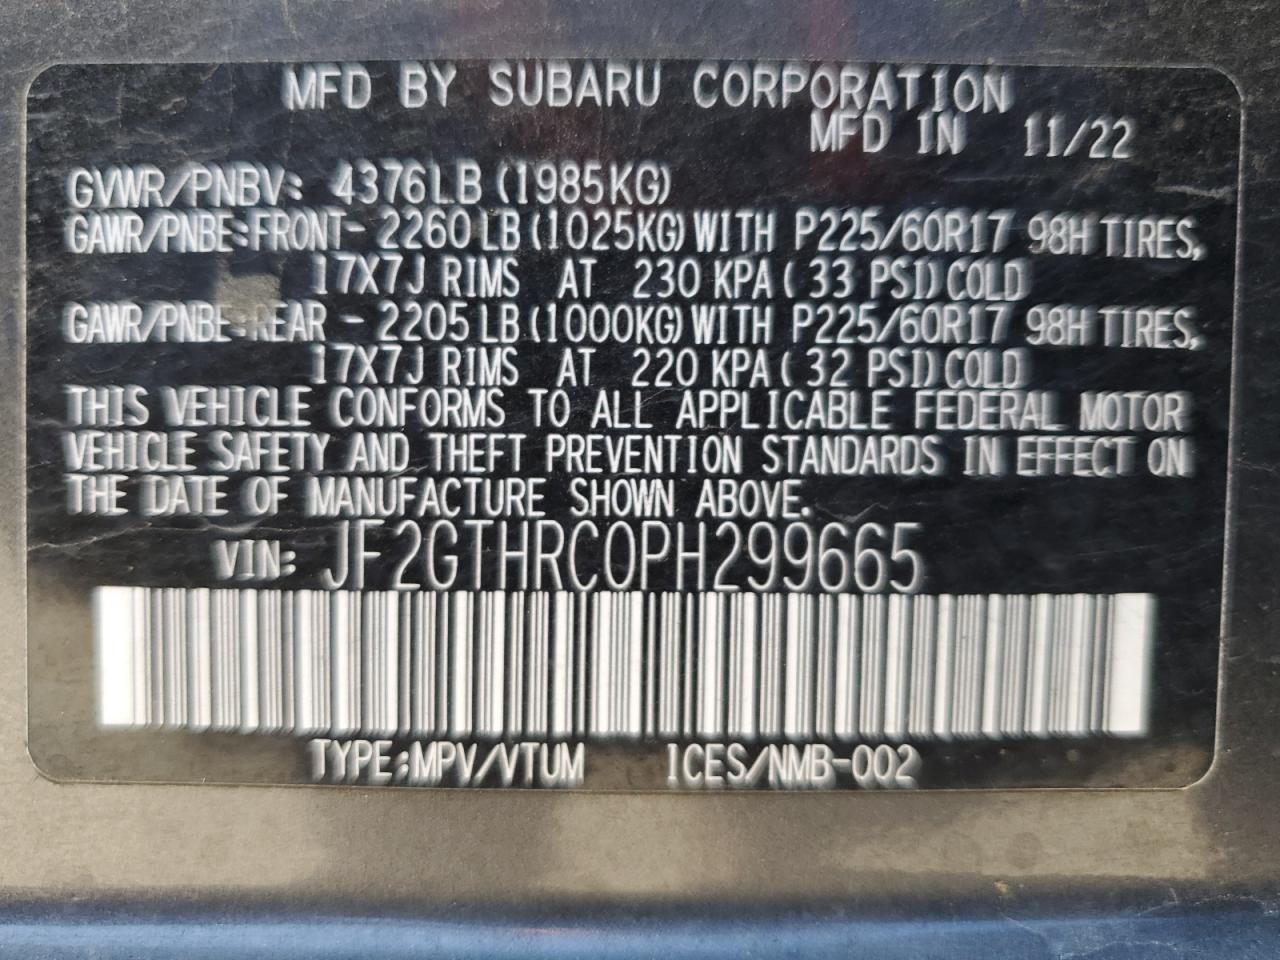 MFD BY SUBARU CORPORATION
MFD IN 11/22
GVWR/PNBV: 4376LB (1985KG)
GAWR/PNBE:FRONT- 2260 LB (1025KG) WITH P225/60R17 98H TIRES,
17X7J RIMS AT 230 KPA ( 33 PSI) COLD
GAWR/PNBE:REAR - 2205 LB (1000KG) WITH P225/60R17 98H TIRES,
17X7J RIMS AT 220 KPA ( 32 PSI) COLD
THIS VEHICLE CONFORMS TO ALL APPLICABLE FEDERAL MOTOR
VEHICLE SAFETY AND THEFT PREVENTION STANDARDS IN EFFECT ON
THE DATE OF MANUFACTURE SHOWN ABOVE.
VIN: JF2GTHRC0PH299665
TYPE:MPV/VTUM ICES/NMB-002